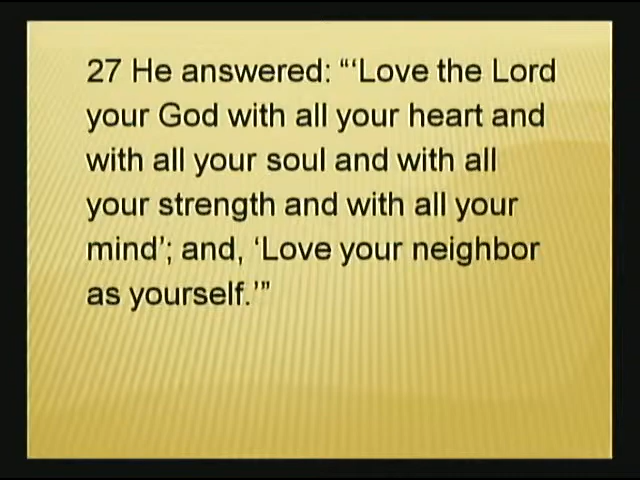 27 He answered: “‘Love the Lord
your God with all your heart and
with all your soul and with all
your strength and with all your
mind’; and, ‘Love your neighbor
as yourself.’”